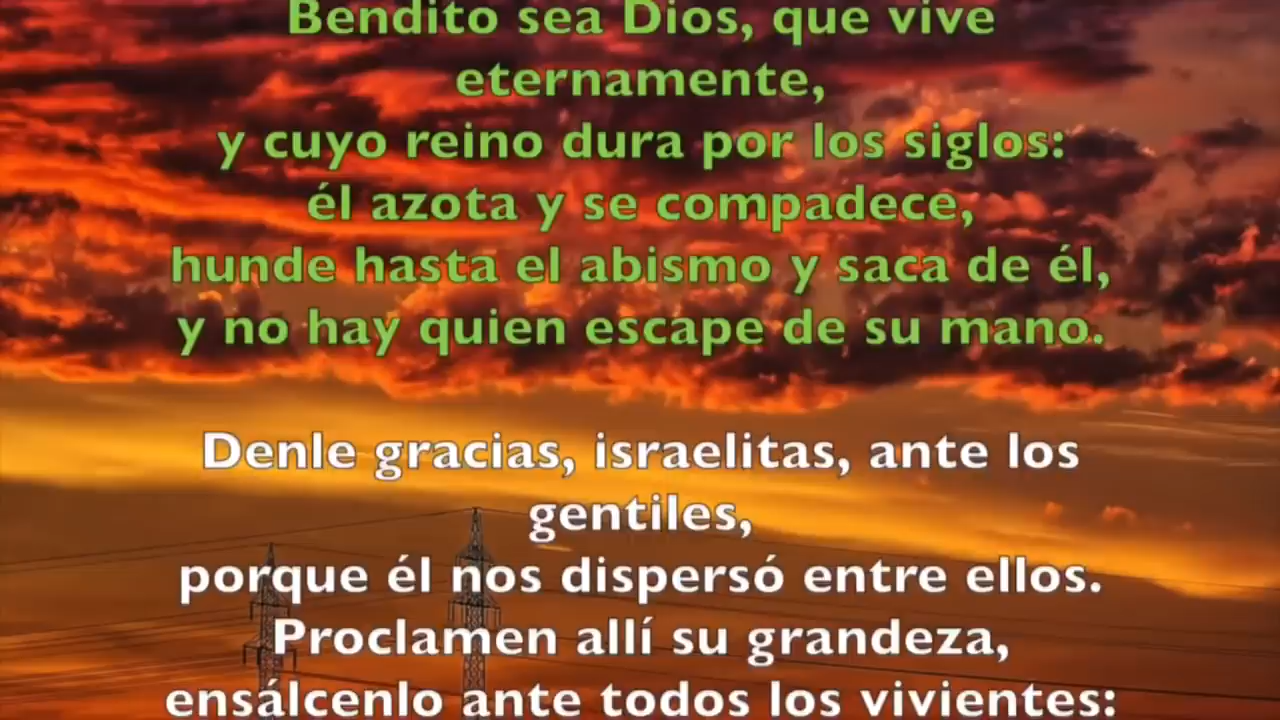 Bendito sea Dios, que vive
eternamente,
y cuyo reino dura por los siglos:
él azota y se compadece,
hunde hasta el abismo y saca de él,
y no hay quien escape de su mano.
Denle gracias, israelitas, ante los
gentiles,
porque él nos dispersó entre ellos.
Proclamen allí su grandeza,
ensálcenlo ante todos los vivientes: